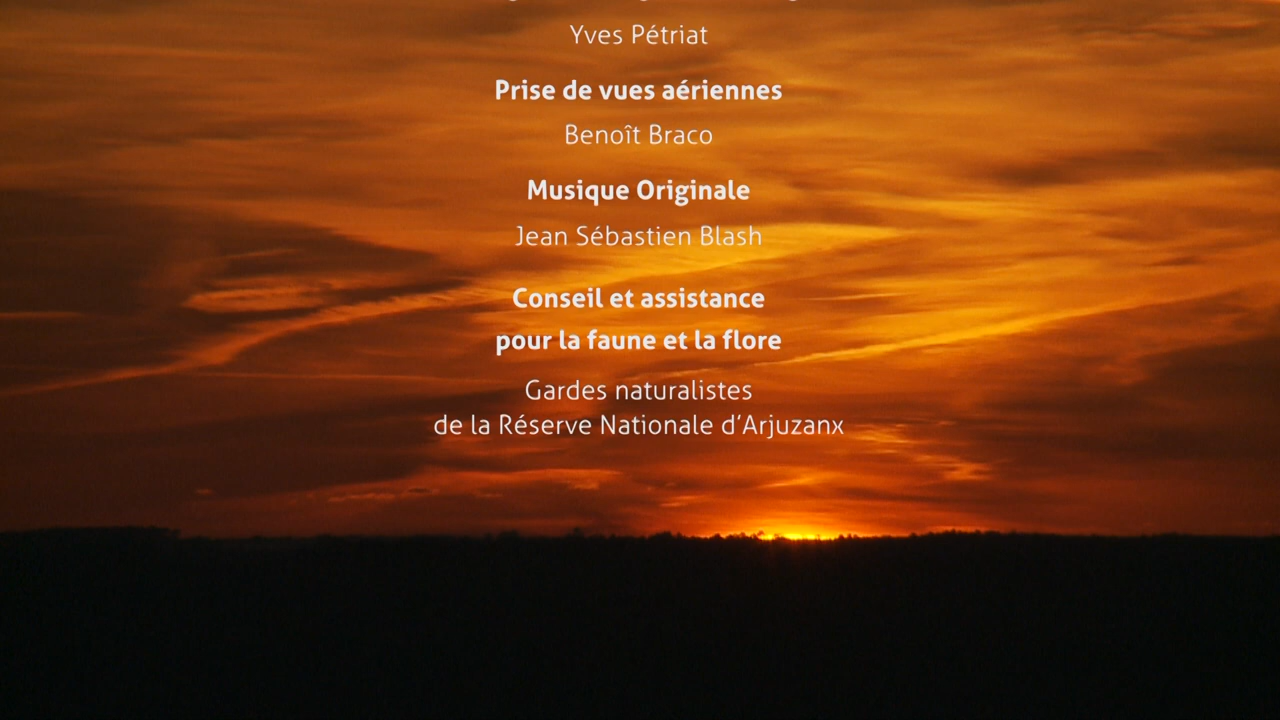 Yves Pétriat
Prise de vues aériennes
Benoît Braco
Musique Originale
Jean Sébastien Blash
Conseil et assistance
pour la faune et la flore
Gardes naturalistes
de la Réserve Nationale d’Arjuzanx